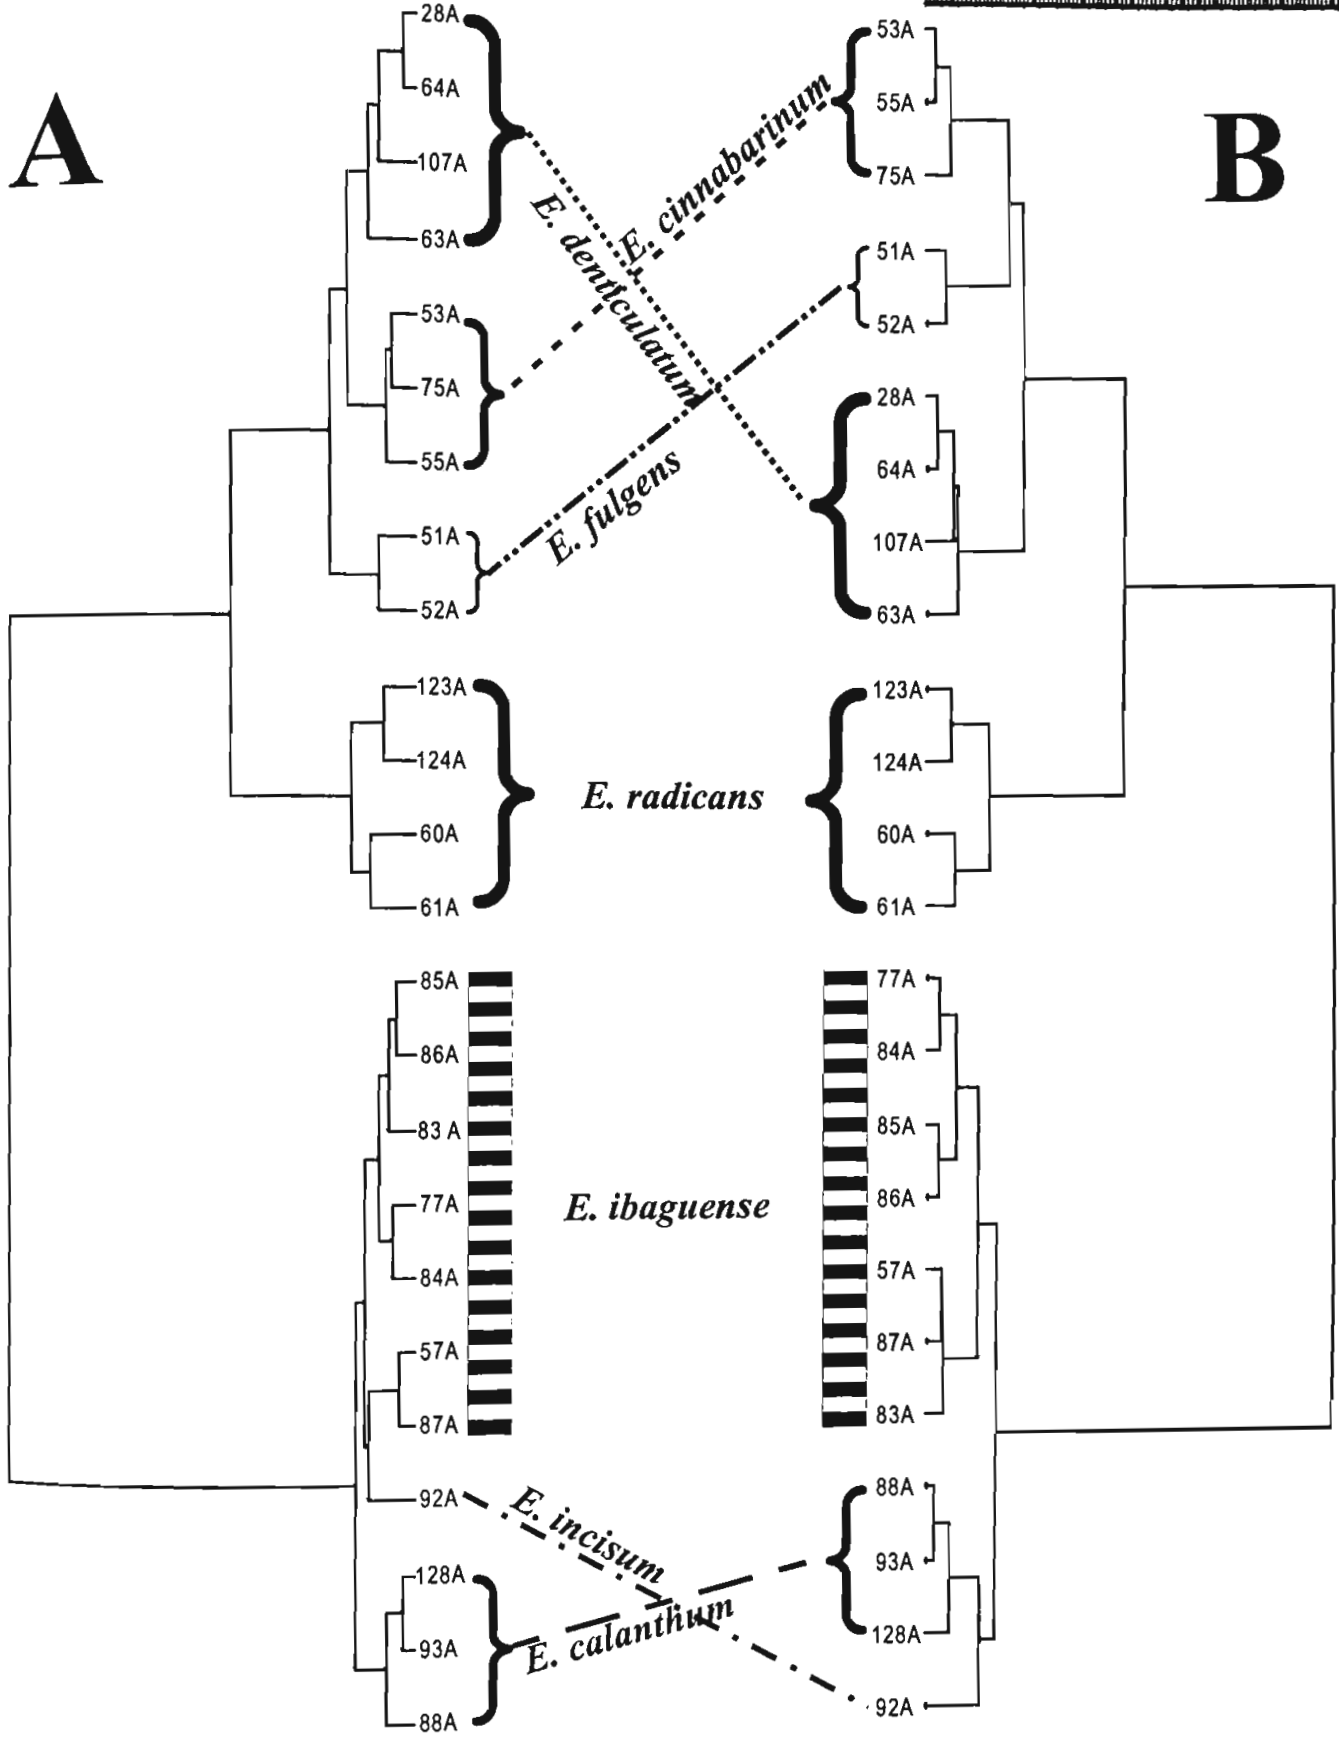 A
B
28A
64A
107A
63A
53A
75A
55A
51A
52A
123A
124A
60A
61A
85A
86A
83 A
77A
84A
57A
87A
92A
128A
93A
88A
E. cinnabarinum
E. denticulatum
E. fulgens
E. radicans
E. ibaguense
E. incisum
E. calanthum
53A
55A
75A
51A
52A
28A
64A
107A
63A
123A
124A
60A
61A
77A
84A
85A
86A
57A
87A
83A
88A
93A
128A
92A